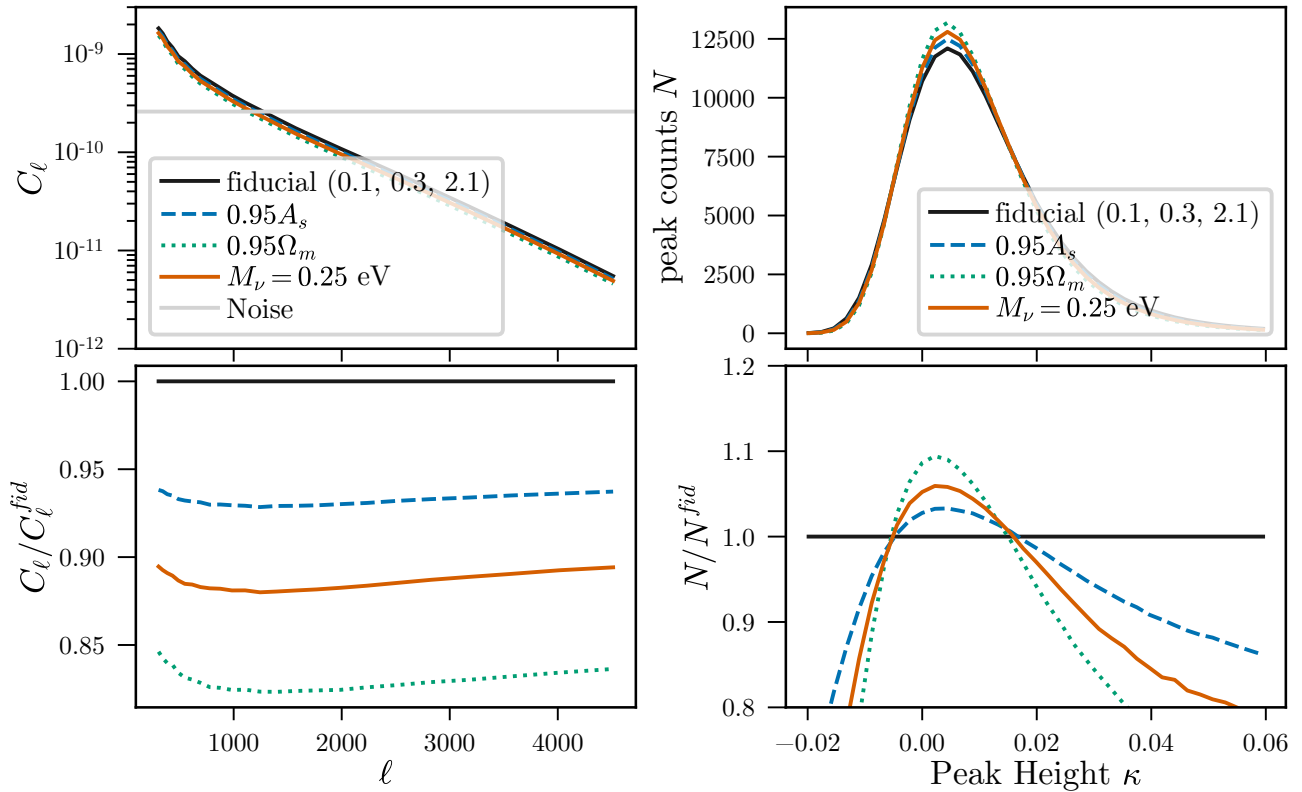 10⁻⁹
10⁻¹⁰
10⁻¹¹
10⁻¹²
C_ℓ
fiducial (0.1, 0.3, 2.1)
0.95A_s
0.95Ω_m
M_ν = 0.25 eV
Noise
12500
10000
7500
5000
2500
0
peak counts N
fiducial (0.1, 0.3, 2.1)
0.95A_s
0.95Ω_m
M_ν = 0.25 eV
1.00
0.95
0.90
0.85
C_ℓ/C_ℓ^{fid}
1000 2000 3000 4000
ℓ
1.2
1.1
1.0
0.9
0.8
N/N^{fid}
−0.02 0.00 0.02 0.04 0.06
Peak Height κ